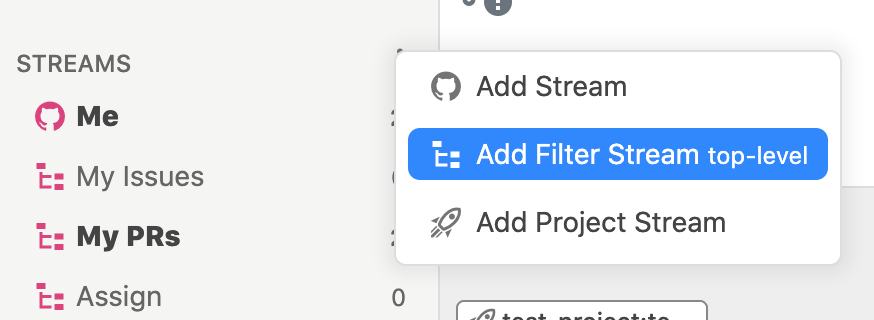 STREAMS
Me
My Issues
My PRs
Assign 0
Add Stream
Add Filter Stream top-level
Add Project Stream